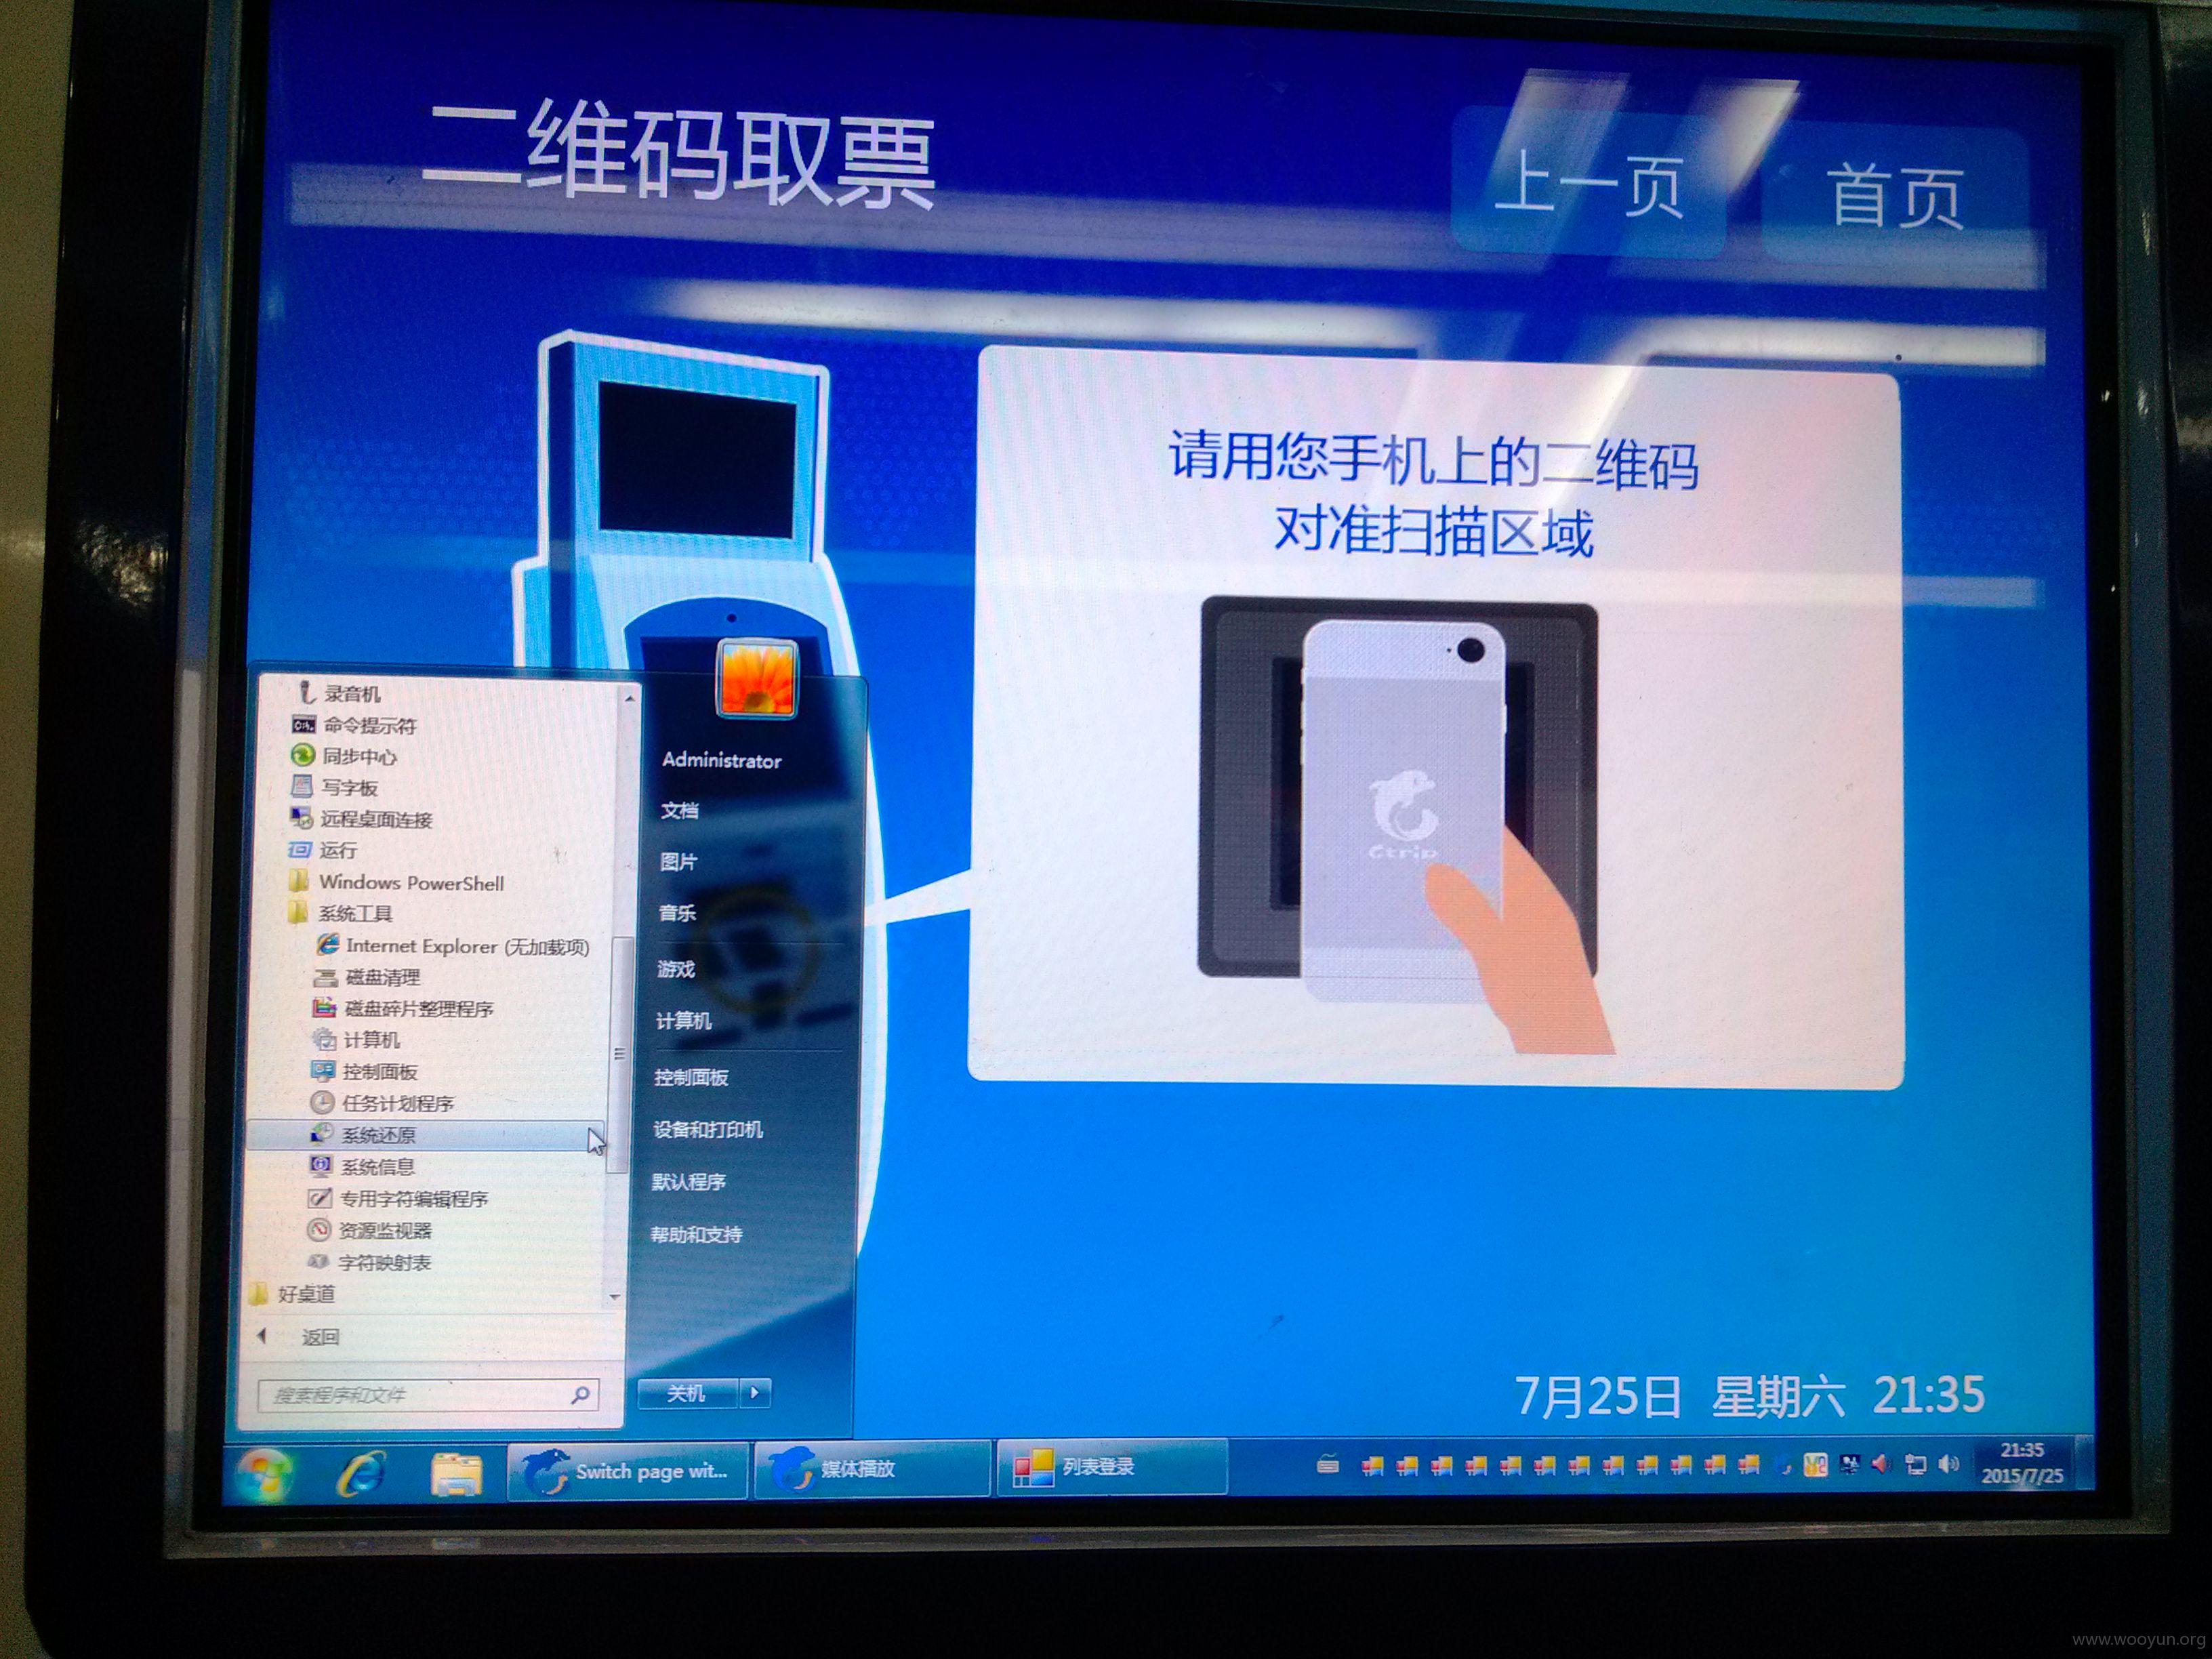 二维码取票
上一页
首页
请用您手机上的二维码
对准扫描区域
Ctrip
录音机
命令提示符
同步中心
写字板
远程桌面连接
运行
Windows PowerShell
系统工具
Internet Explorer (无加载项)
磁盘清理
磁盘碎片整理程序
计算机
控制面板
任务计划程序
系统还原
系统信息
专用字符编辑程序
资源监视器
字符映射表
好桌道
返回
搜索程序和文件
Administrator
文档
图片
音乐
游戏
计算机
控制面板
设备和打印机
默认程序
帮助和支持
关机
7月25日 星期六 21:35
Switch page wit...
媒体播放
列表登录
21:35
2015/7/25
www.wooyun.org